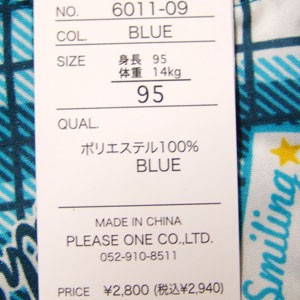 NO. 6011-09
COL. BLUE
SIZE 身長 95
体重 14kg
95
QUAL.
ポリエステル100%
BLUE
MADE IN CHINA
PLEASE ONE CO.,LTD.
052-910-8511
PRICE ¥2,800 (税込¥2,940)
Smiling